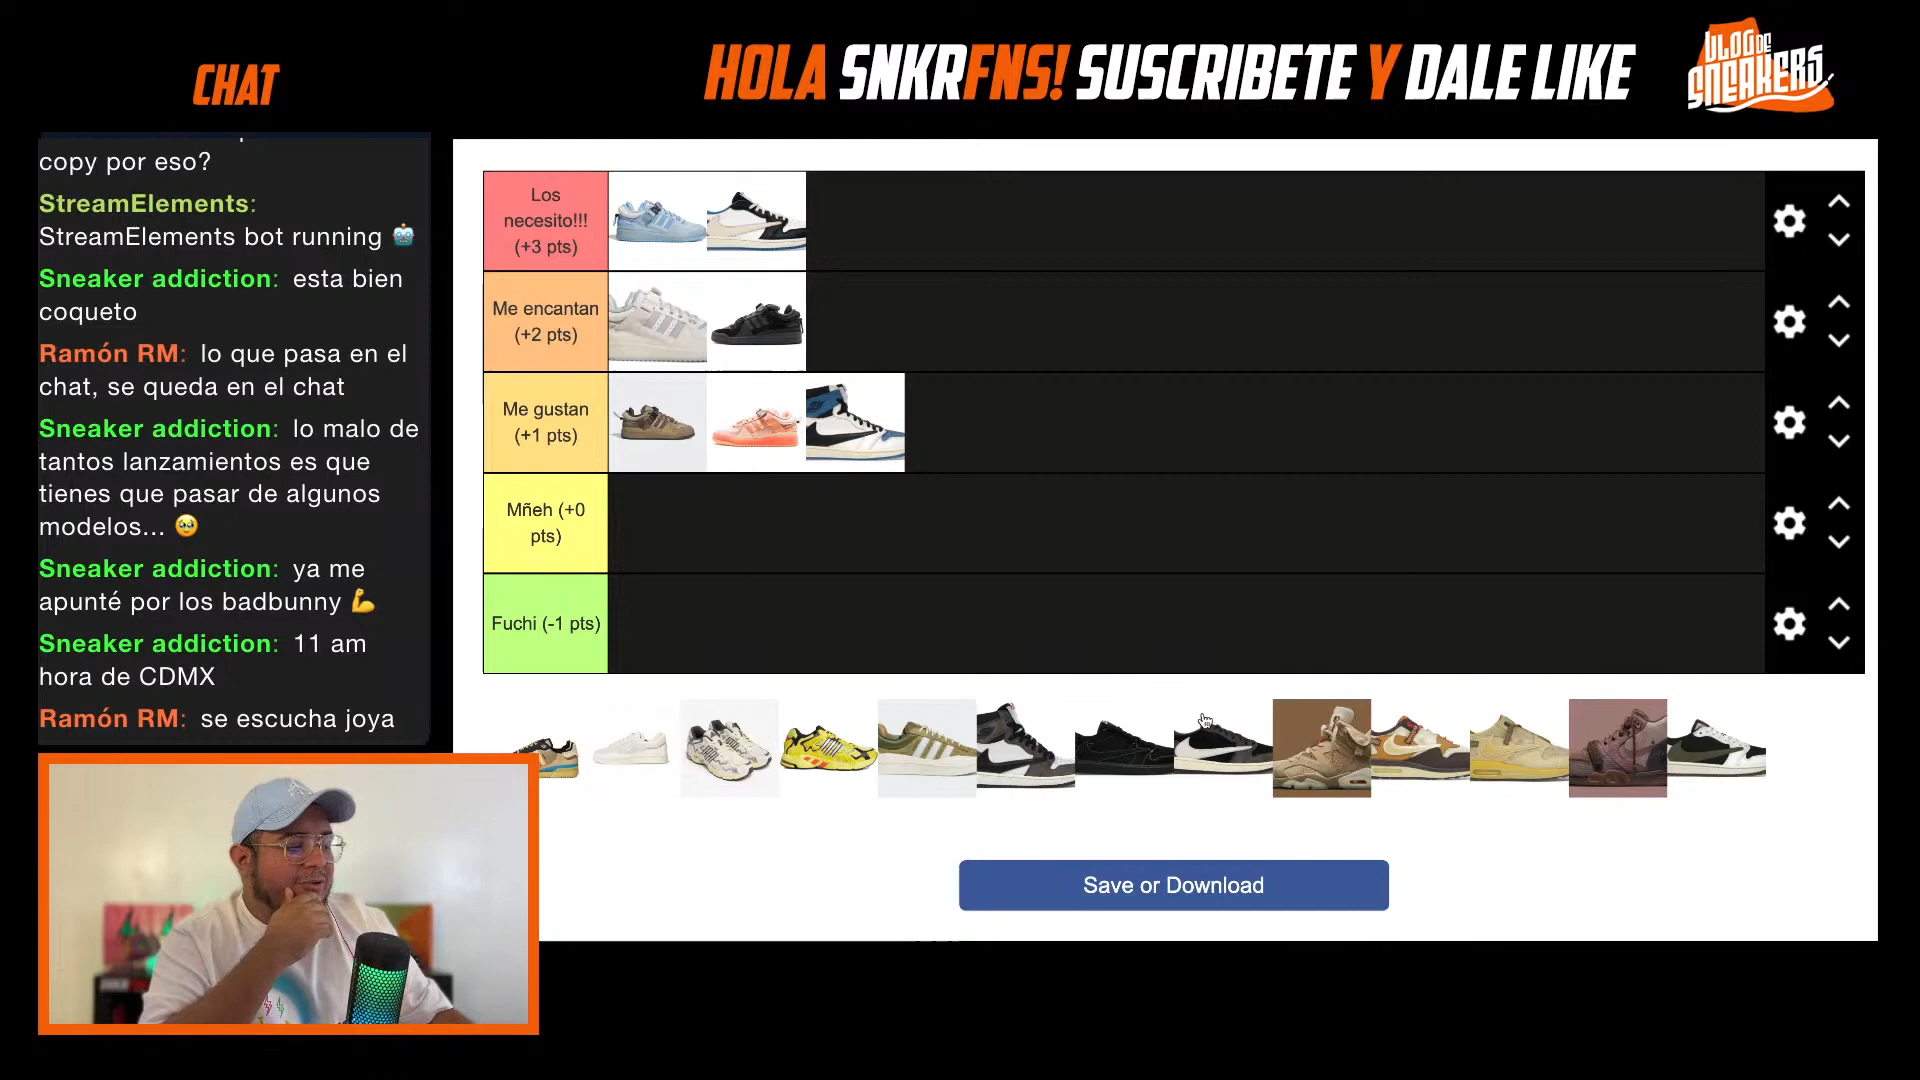 CHAT
HOLA SNKRFNS! SUSCRIBETE Y DALE LIKE
VLOG DE
SNEAKERS
copy por eso?
StreamElements:
StreamElements bot running 🤖
Sneaker addiction: esta bien
coqueto
Ramón RM: lo que pasa en el
chat, se queda en el chat
Sneaker addiction: lo malo de
tantos lanzamientos es que
tienes que pasar de algunos
modelos... 🥹
Sneaker addiction: ya me
apunté por los badbunny 💪
Sneaker addiction: 11 am
hora de CDMX
Ramón RM: se escucha joya
Los
necesito!!!
(+3 pts)
Me encantan
(+2 pts)
Me gustan
(+1 pts)
Mñeh (+0
pts)
Fuchi (-1 pts)
Save or Download